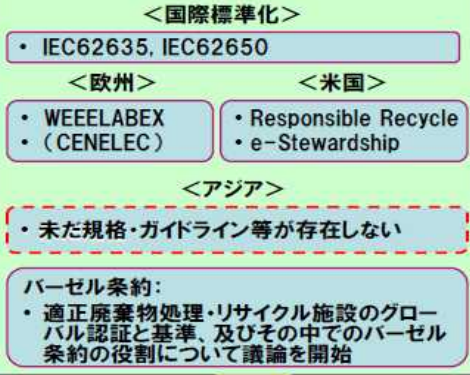 ＜国際標準化＞
・ IEC62635, IEC62650
＜欧州＞
・ WEEELABEX
・（CENELEC）
＜米国＞
・Responsible Recycle
・e-Stewardship
＜アジア＞
・未だ規格・ガイドライン等が存在しない
バーゼル条約：
・ 適正廃棄物処理・リサイクル施設のグロー
バル認証と基準、及びその中でのバーゼル
条約の役割について議論を開始